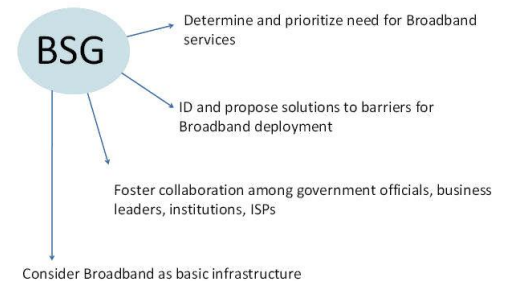 BSG
Determine and prioritize need for Broadband
services
ID and propose solutions to barriers for
Broadband deployment
Foster collaboration among government officials, business
leaders, institutions, ISPs
Consider Broadband as basic infrastructure